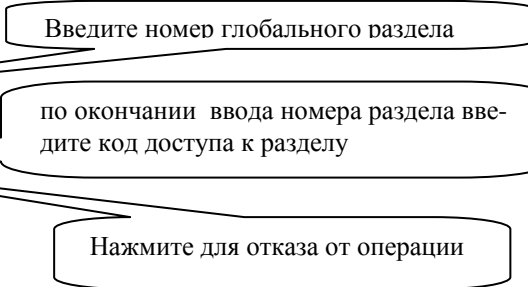 Введите номер глобального раздела
по окончании ввода номера раздела вве-
дите код доступа к разделу
Нажмите для отказа от операции